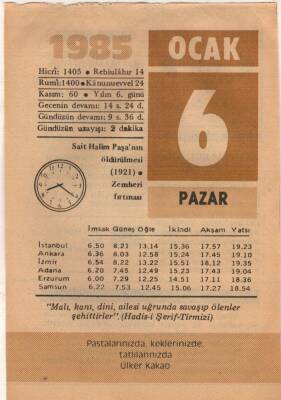 1985
OCAK
Hicrî: 1405 • Rebiulâhır 14
Rumî:1400•Kânunuevvel 24
Kasım: 60 • Yılın 6. günü
Gecenin devamı: 14 s. 24 d.
Gündüzün devamı: 9 s. 36 d.
Gündüzün uzayışı: 2 dakika
6
PAZAR
Sait Halim Paşa'nın
öldürülmesi
(1921) •
Zemheri
fırtınası
İmsak Güneş Öğle İkindi Akşam Yatsı
İstanbul 6.50 8.21 13.14 15.36 17.57 19.23
Ankara 6.36 8.03 12.58 15.24 17.45 19.10
İzmir 6.54 8.22 13.22 15.51 18.12 19.35
Adana 6.20 7.45 12.49 15.23 17.43 19.04
Erzurum 6.00 7.29 12.25 14.51 17.11 18.36
Samsun 6.22 7.53 12.45 15.06 17.27 18.54
"Malı, kanı, dini, ailesi uğrunda savaşıp ölenler
şehittirler". (Hadis-i Şerif-Tirmizi)
Pastalarınızda, keklerinizde,
tatlılarınızda
Ülker Kakao